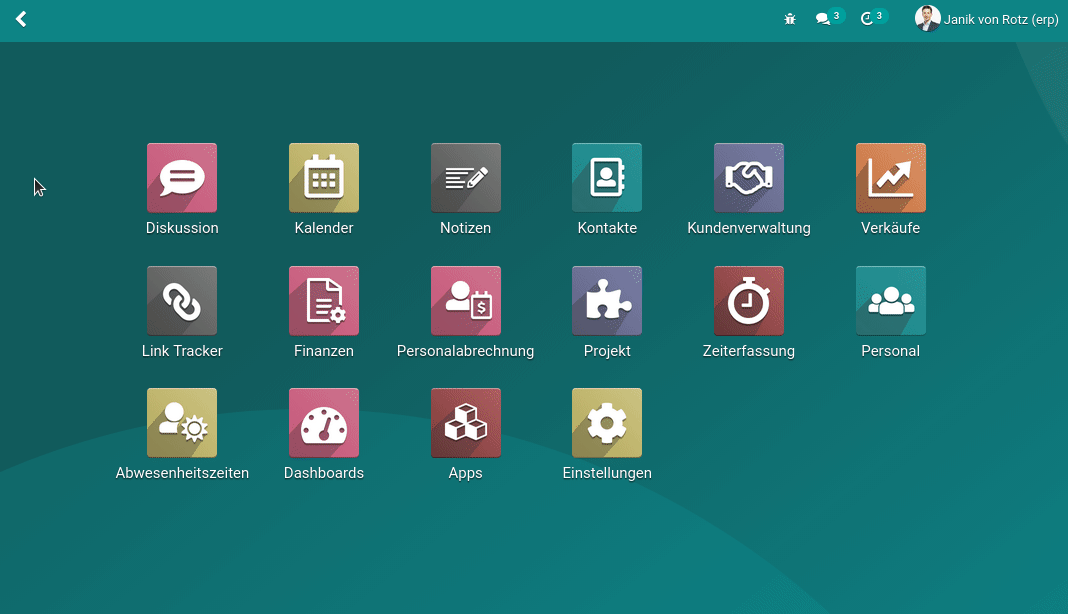 3
3
Janik von Rotz (erp)
Diskussion
Kalender
Notizen
Kontakte
Kundenverwaltung
Verkäufe
Link Tracker
Finanzen
Personalabrechnung
Projekt
Zeiterfassung
Personal
Abwesenheitszeiten
Dashboards
Apps
Einstellungen